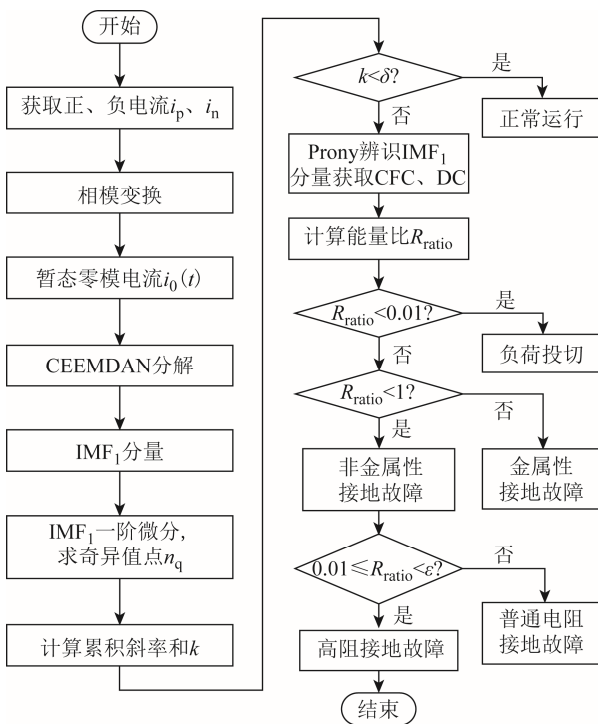 开始
获取正、负电流iₚ、iₙ
相模变换
暂态零模电流i₀(t)
CEEMDAN分解
IMF₁分量
IMF₁一阶微分,
求奇异值点n_q
计算累积斜率和k
k<δ?
是
正常运行
否
Prony辨识IMF₁
分量获取CFC、DC
计算能量比R_ratio
R_ratio<0.01?
是
负荷投切
否
R_ratio<1?
否
金属性
接地故障
是
非金属性
接地故障
0.01≤R_ratio<ε?
否
普通电阻
接地故障
是
高阻接地故障
结束